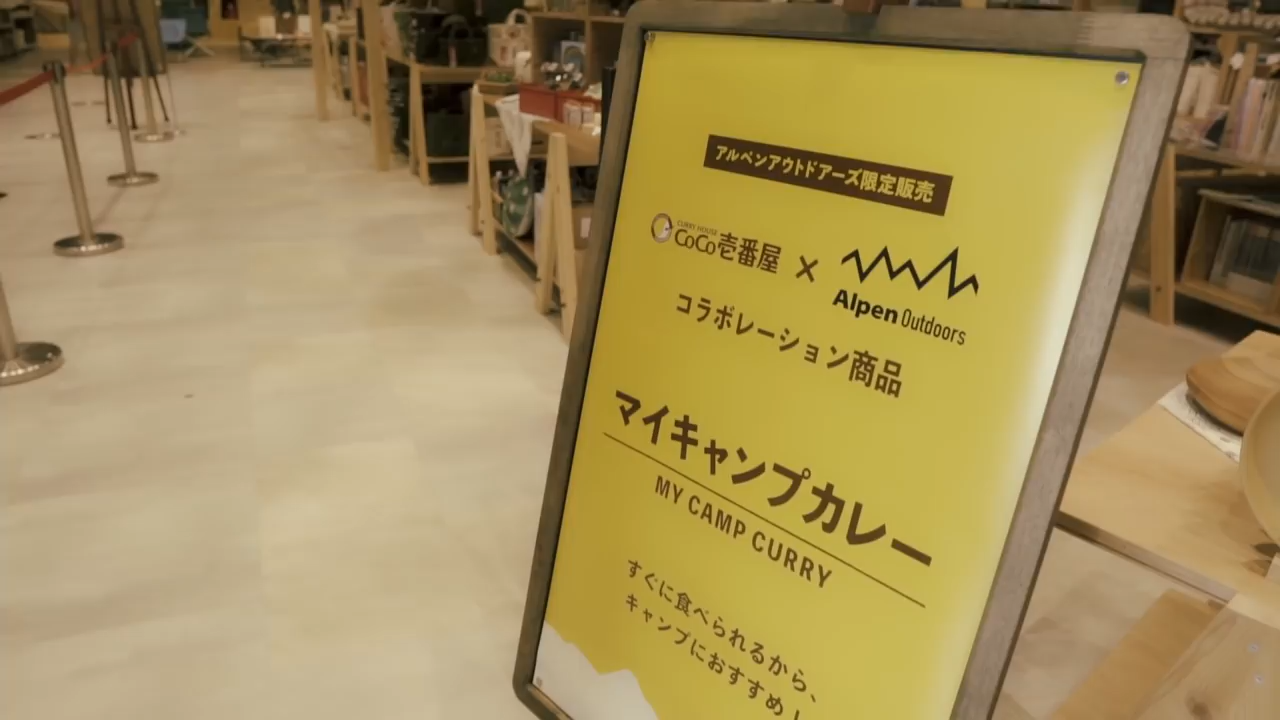 アルペンアウトドアーズ限定販売
CURRY HOUSE
CoCo壱番屋 × Alpen Outdoors
コラボレーション商品
マイキャンプカレー
MY CAMP CURRY
すぐに食べられるから、
キャンプにおすすめ！